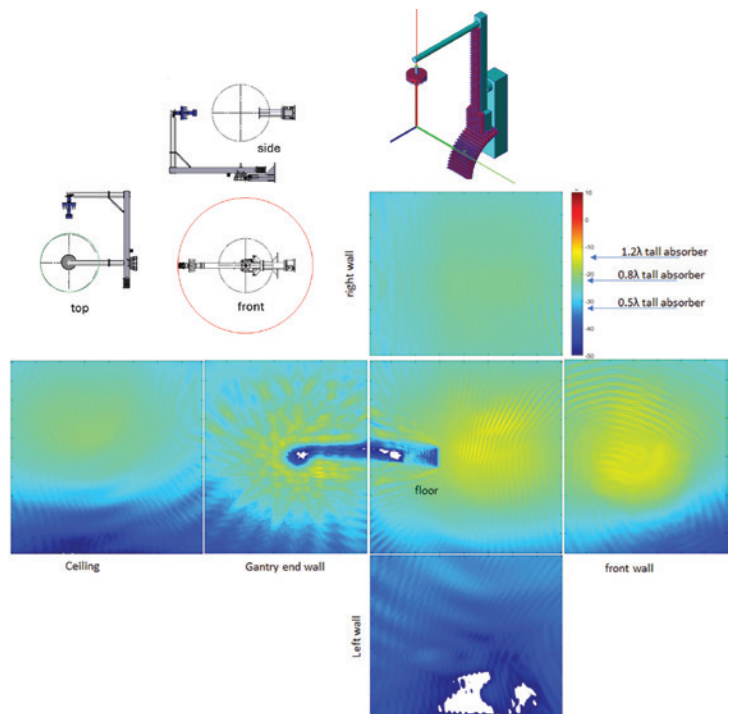 side
top
front
right wall
10
0
-10
-20
-30
-40
-50
1.2λ tall absorber
0.8λ tall absorber
0.5λ tall absorber
floor
Ceiling
Gantry end wall
front wall
Left wall